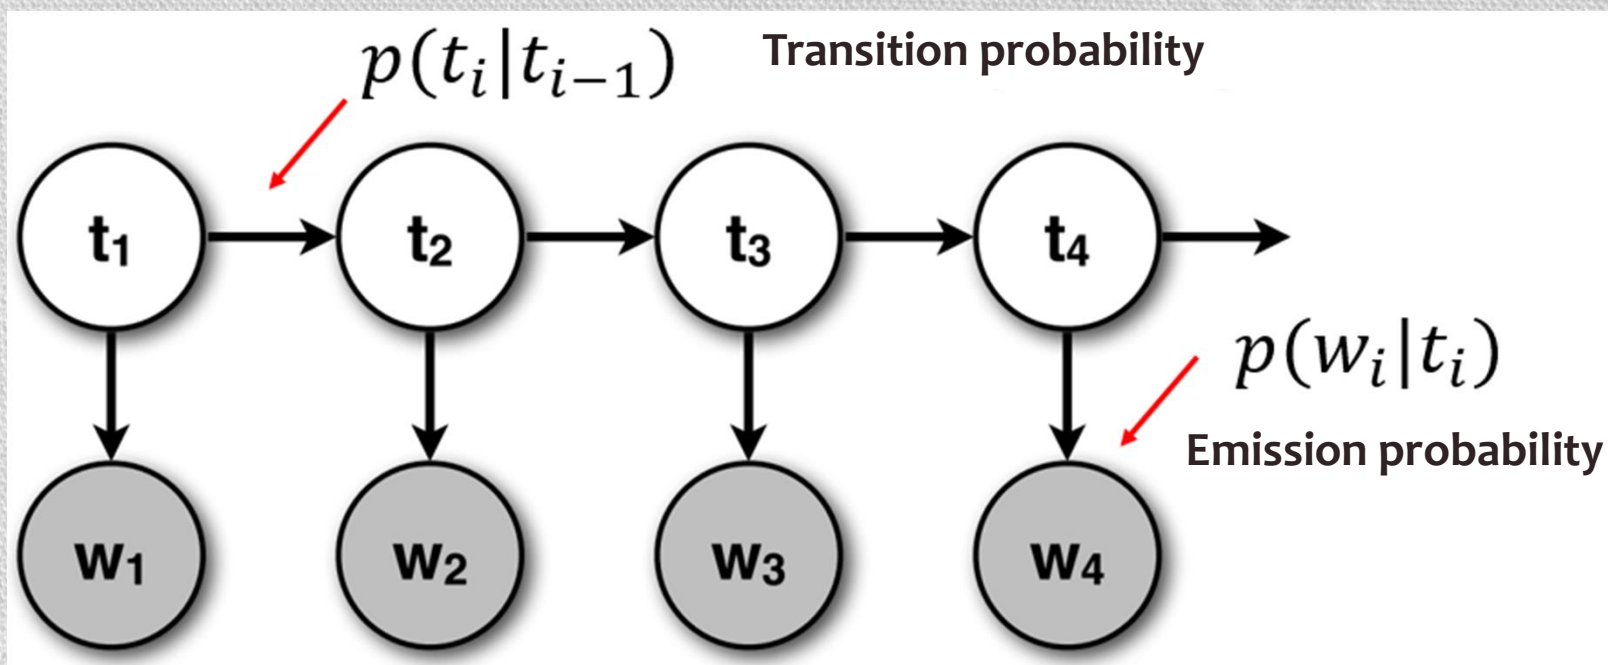 p(t_i|t_{i-1}) Transition probability
t1 t2 t3 t4
p(w_i|t_i)
Emission probability
w1 w2 w3 w4